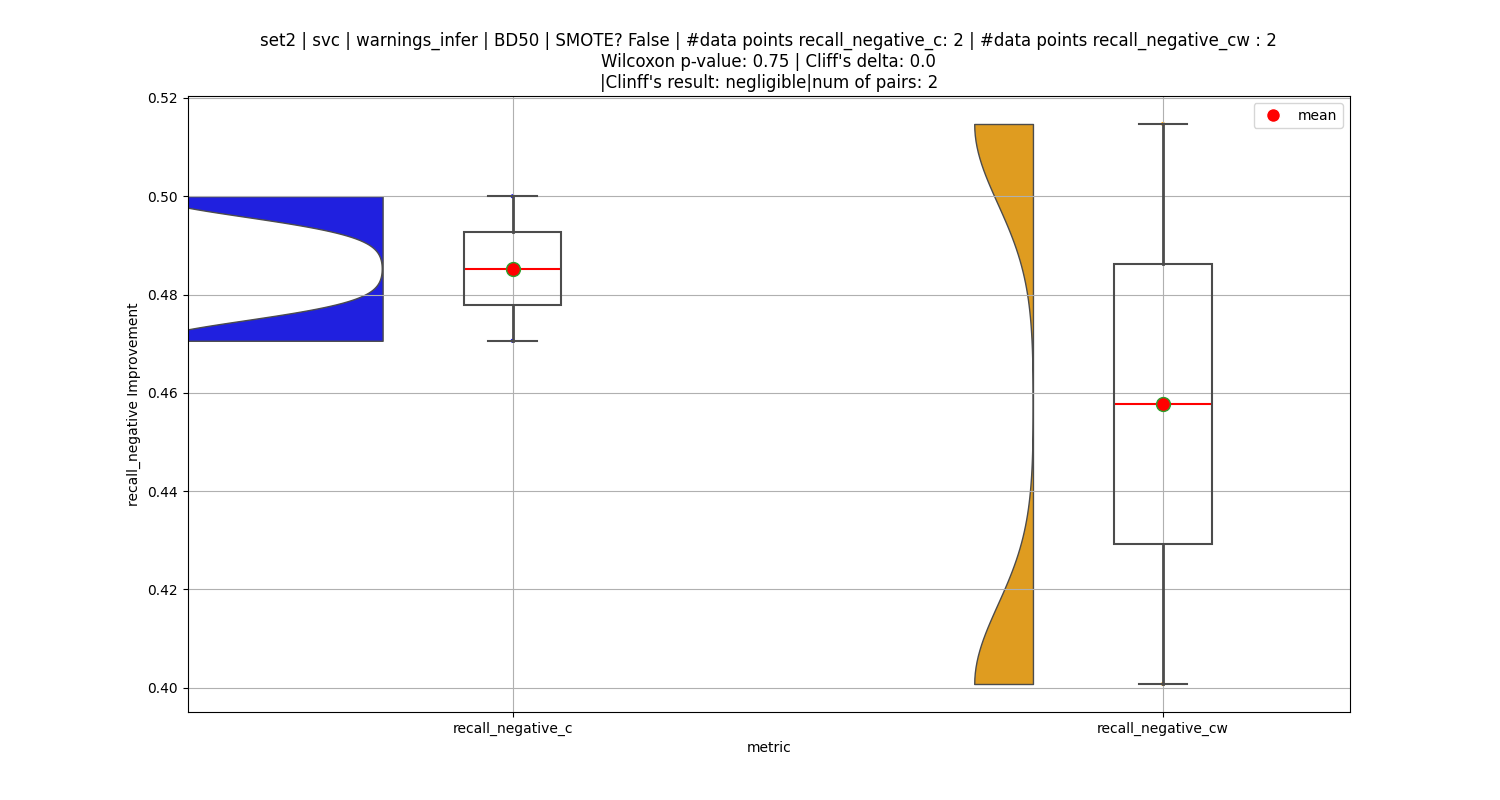 set2 | svc | warnings_infer | BD50 | SMOTE? False | #data points recall_negative_c: 2 | #data points recall_negative_cw : 2
Wilcoxon p-value: 0.75 | Cliff's delta: 0.0
|Clinff's result: negligible|num of pairs: 2
mean
0.52
0.50
0.48
0.46
0.44
0.42
0.40
recall_negative Improvement
recall_negative_c
recall_negative_cw
metric